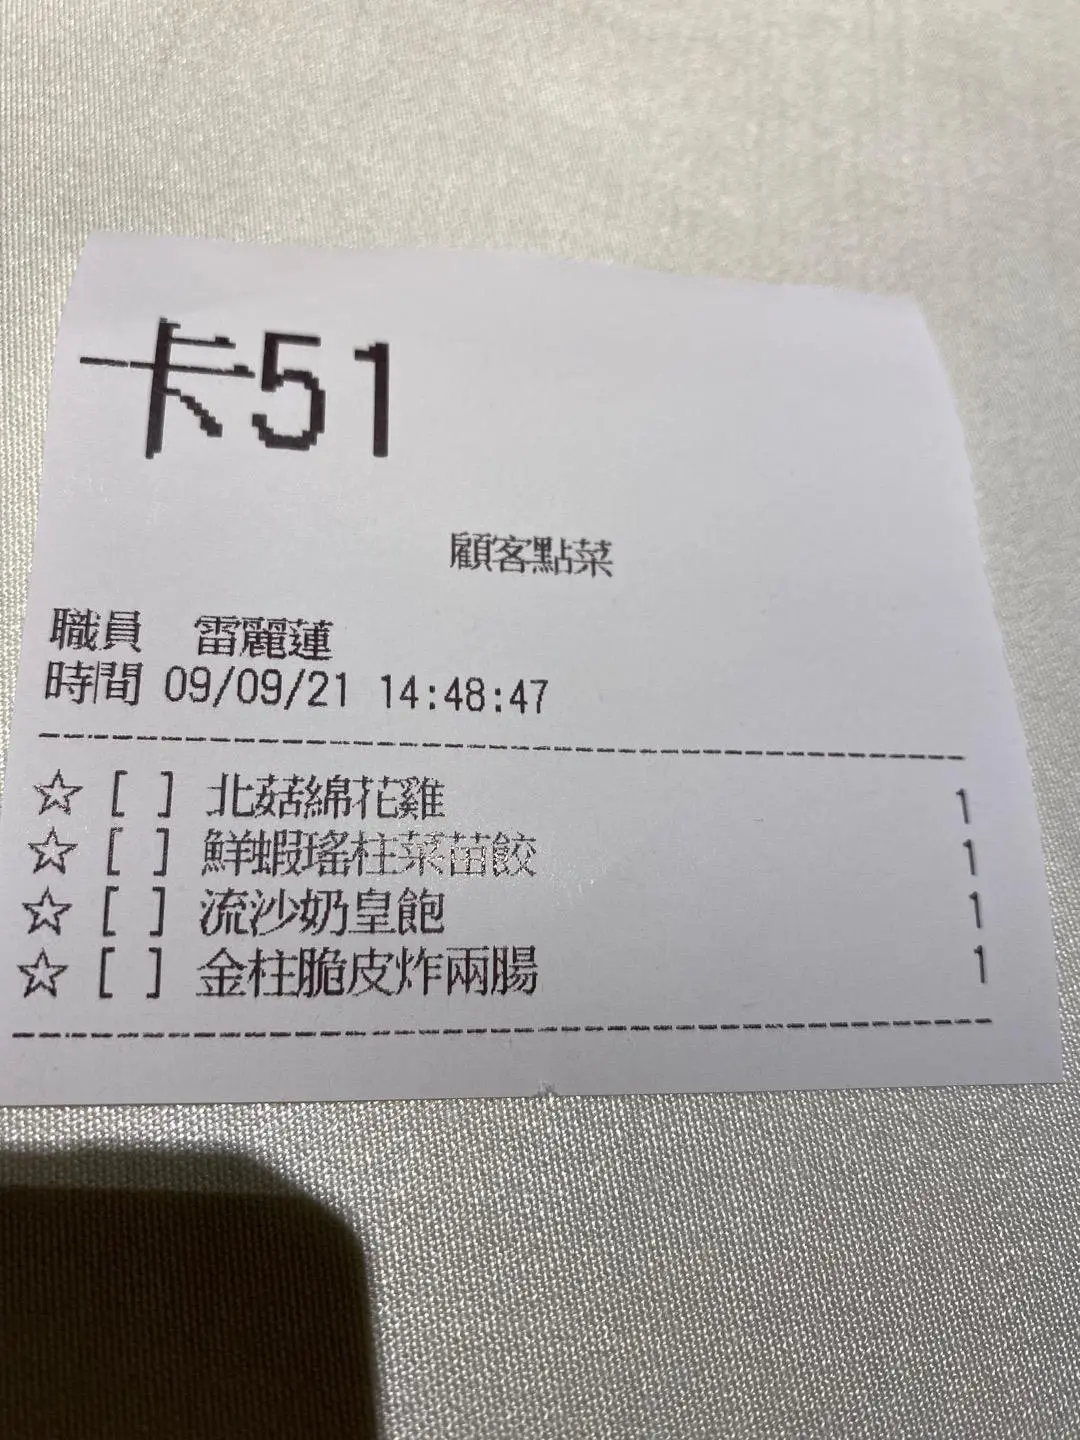 卡51
顧客點菜
職員 雷麗蓮
時間 09/09/21 14:48:47
☆ [ ] 北菇綿花雞 1
☆ [ ] 鮮蝦瑤柱菜苗餃 1
☆ [ ] 流沙奶皇飽 1
☆ [ ] 金柱脆皮炸兩腸 1